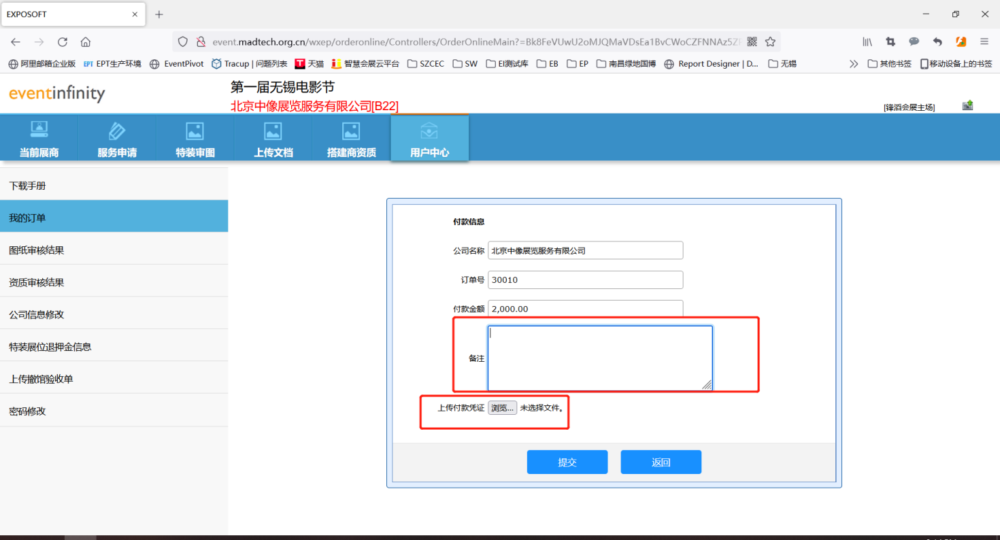 EXPOSOFT
event.madtech.org.cn/wxep/orderonline/Controllers/OrderOnlineMain?=Bk8FeVUwU2oMJQMaVDsEa1BvCWoCZFNNAz5Z
阿里邮箱企业版 EPT EPT生产环境 EventPivot Tracup | 问题列表 T 天猫 智慧会展云平台 SZCEC SW EI测试库 EB EP 南昌绿地国博 Report Designer | D... 无锡 其他书签 移动设备上的书签
eventinfinity
第一届无锡电影节
北京中像展览服务有限公司[B22]
[锋滔会展主场]
当前展商 服务申请 特装审图 上传文档 搭建商资质 用户中心
下载手册
我的订单
图纸审核结果
资质审核结果
公司信息修改
特装展位退押金信息
上传撤馆验收单
密码修改
付款信息
公司名称 北京中像展览服务有限公司
订单号 30010
付款金额 2,000.00
备注
上传付款凭证 浏览... 未选择文件。
提交 返回